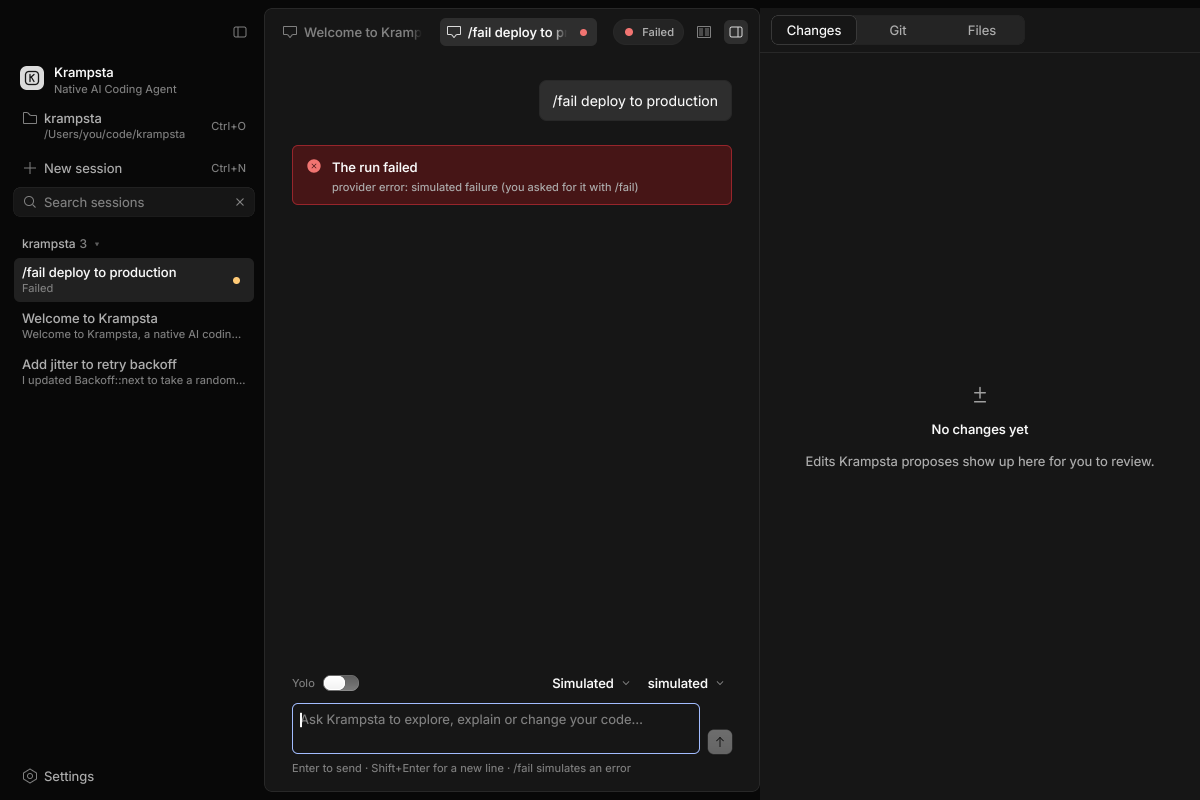 Krampsta
Native AI Coding Agent
krampsta
/Users/you/code/krampsta
Ctrl+O
New session
Ctrl+N
Search sessions
krampsta 3
/fail deploy to production
Failed
Welcome to Krampsta
Welcome to Krampsta, a native AI codin...
Add jitter to retry backoff
I updated Backoff::next to take a random...
Settings
Welcome to Kramp
/fail deploy to p
Failed
/fail deploy to production
The run failed
provider error: simulated failure (you asked for it with /fail)
Yolo
Simulated
simulated
Ask Krampsta to explore, explain or change your code...
Enter to send · Shift+Enter for a new line · /fail simulates an error
Changes
Git
Files
No changes yet
Edits Krampsta proposes show up here for you to review.